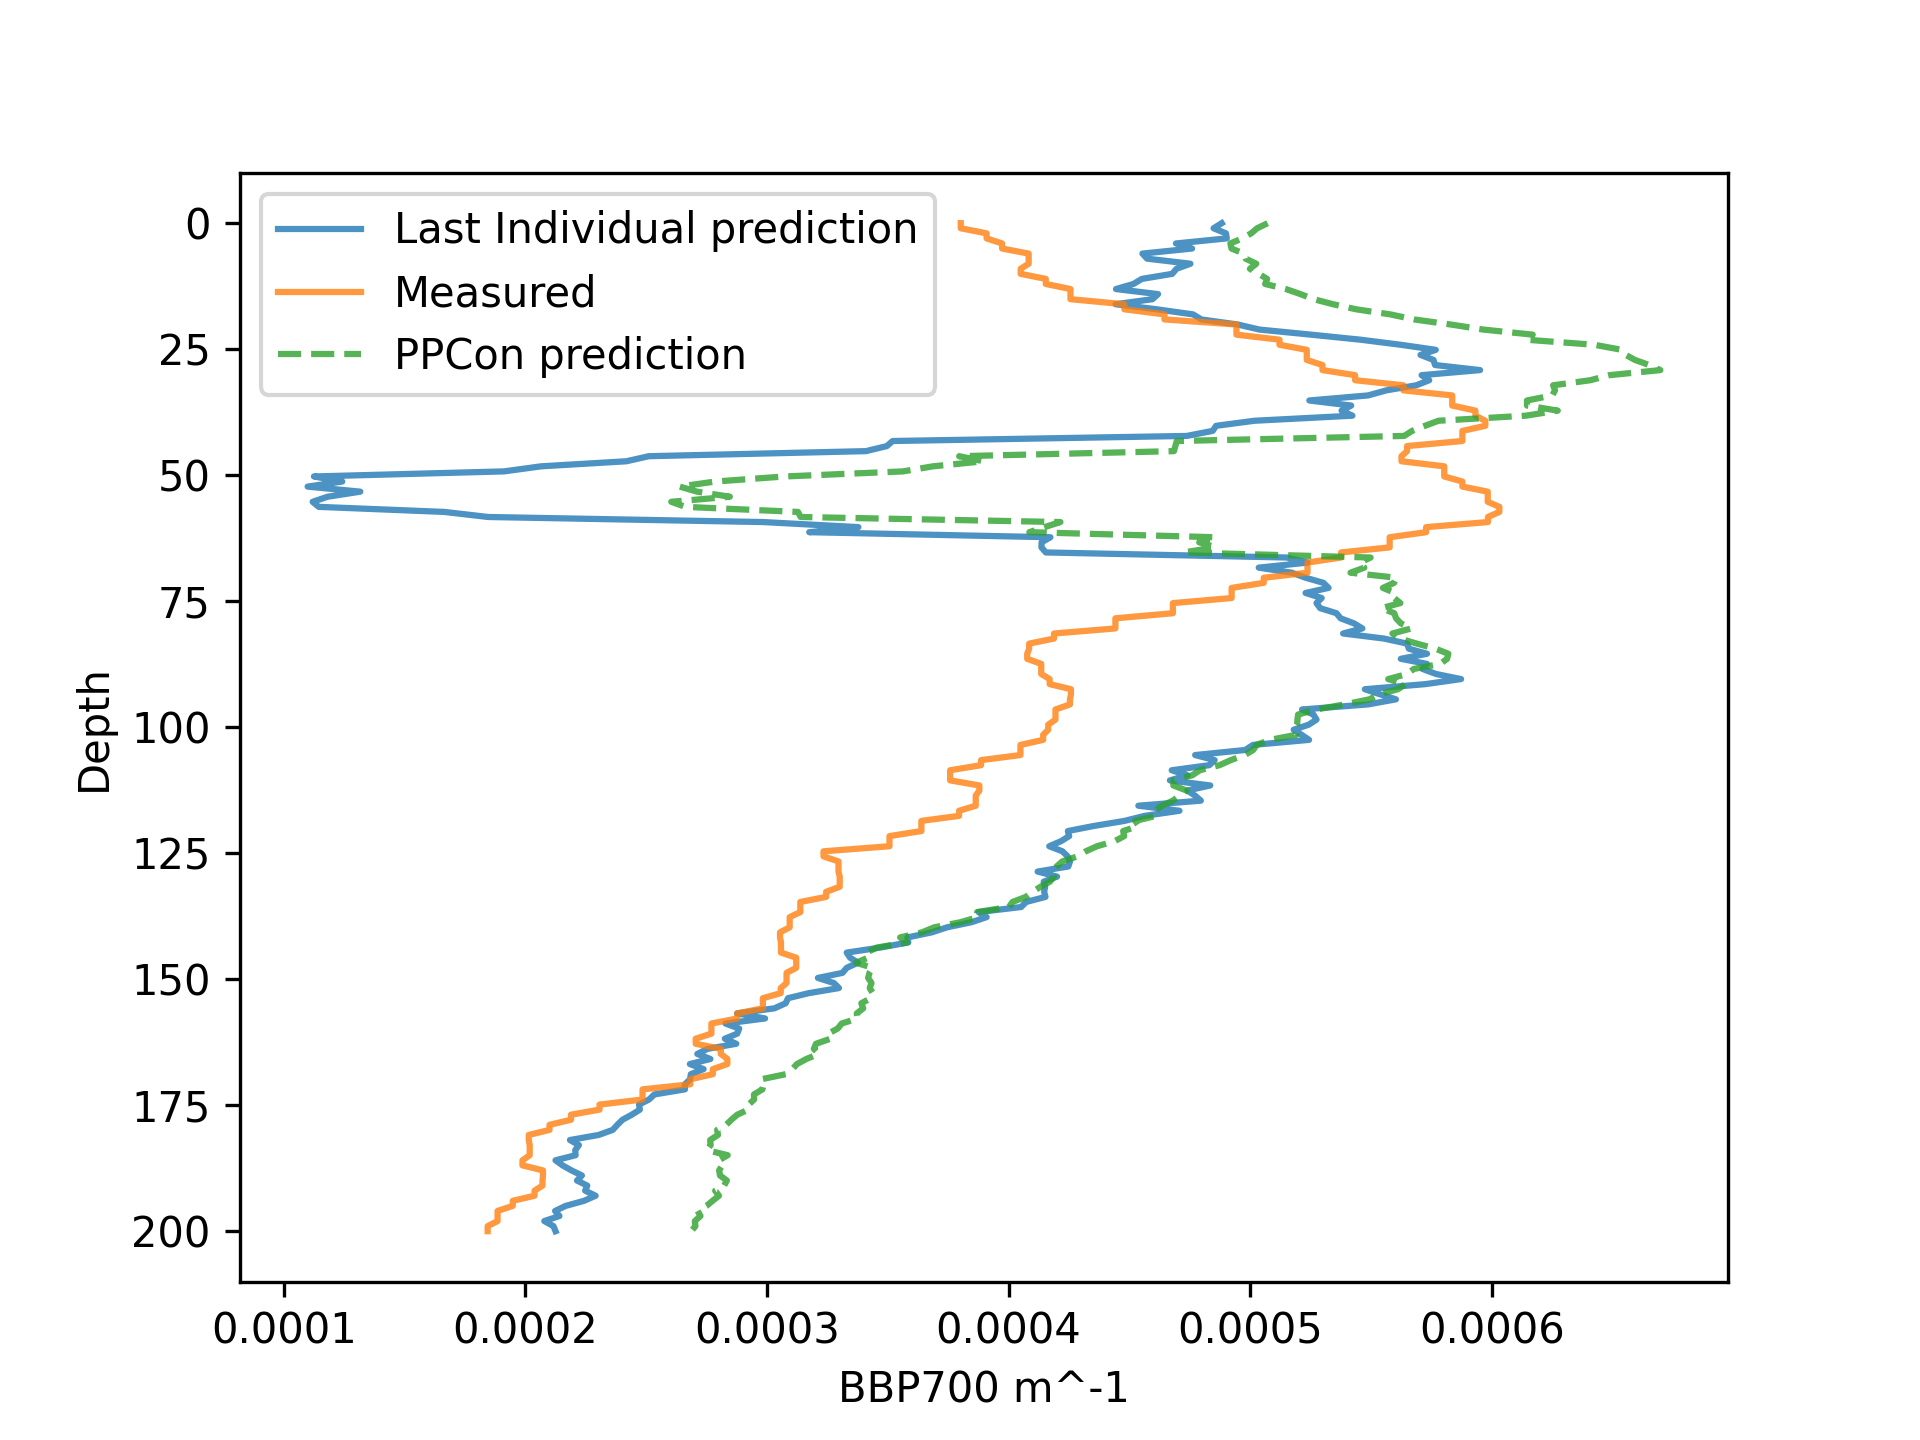 Last Individual prediction
Measured
PPCon prediction
0
25
50
75
100
125
150
175
200
Depth
0.0001 0.0002 0.0003 0.0004 0.0005 0.0006
BBP700 m^-1